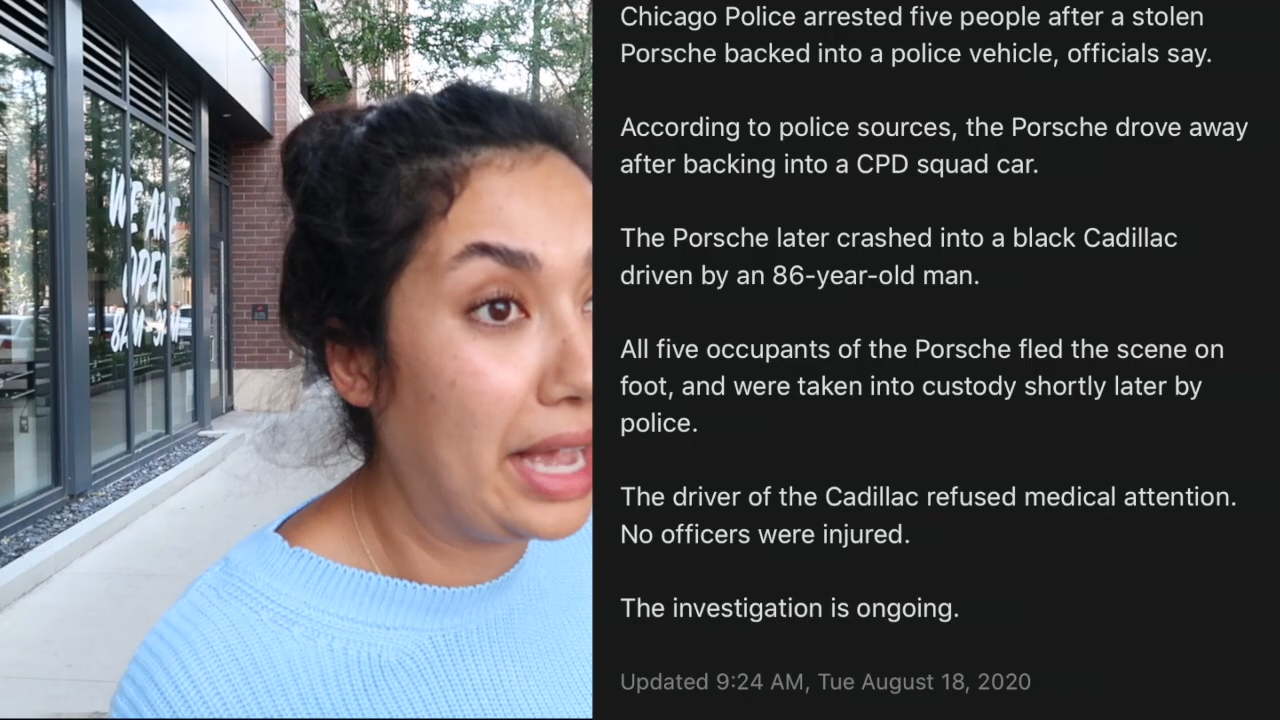 WE ARE
OPEN
Chicago Police arrested five people after a stolen
Porsche backed into a police vehicle, officials say.
According to police sources, the Porsche drove away
after backing into a CPD squad car.
The Porsche later crashed into a black Cadillac
driven by an 86-year-old man.
All five occupants of the Porsche fled the scene on
foot, and were taken into custody shortly later by
police.
The driver of the Cadillac refused medical attention.
No officers were injured.
The investigation is ongoing.
Updated 9:24 AM, Tue August 18, 2020